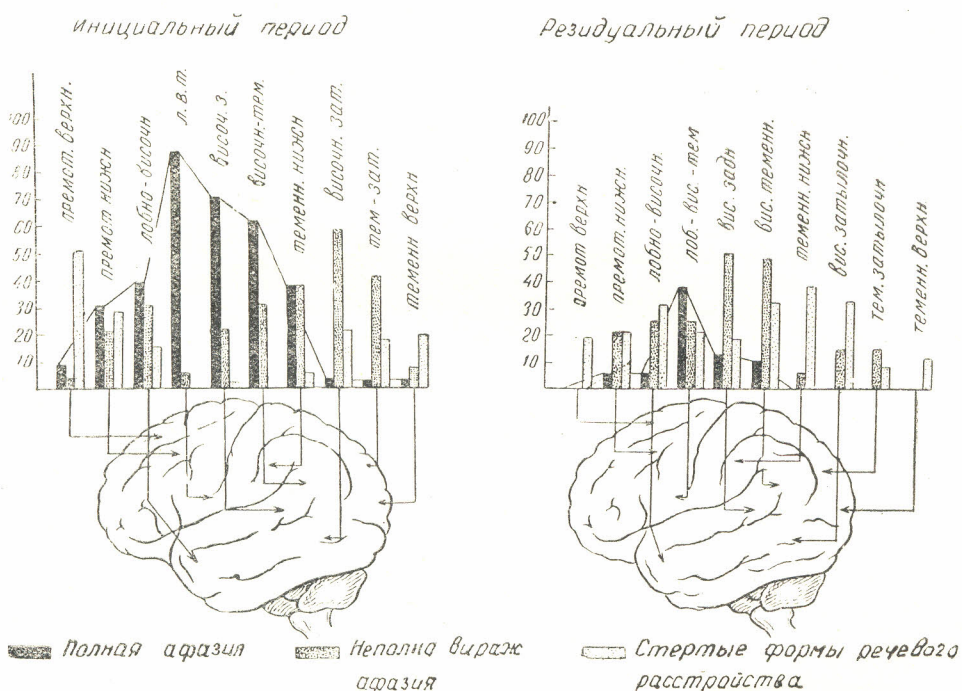 Инициальный период
Резидуальный период
премот. верхн.
премот нижн
лобно-височн
л. в. т.
височ. з.
височн-тем.
теменн. нижн
височн. зат.
тем-зат.
теменн верхн
100
90
80
70
60
50
40
30
20
10
премот верхн
премот. нижн.
лобно-височн.
лоб.-вис.-тем
вис. задн
вис. теменн.
теменн. нижн
вис. затылочн.
тем. затылочн
теменн. верхн.
100
90
80
70
60
50
40
30
20
10
Полная афазия
Неполно выраж
афазия
Стертые формы речевого
расстройства